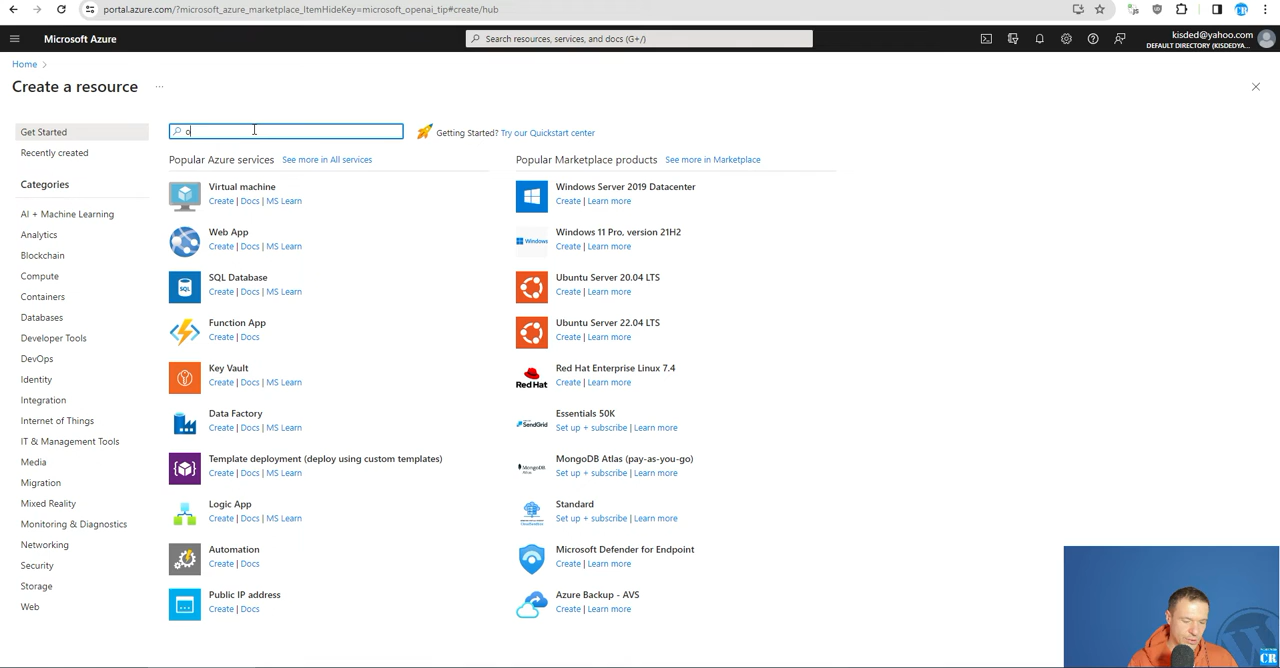 portal.azure.com/?microsoft_azure_marketplace_ItemHideKey=microsoft_openai_tip#create/hub
Microsoft Azure
Search resources, services, and docs (G+/)
kisded@yahoo.com
DEFAULT DIRECTORY (KISDEDYA...
Home >
Create a resource ...
Get Started
Recently created
Categories
AI + Machine Learning
Analytics
Blockchain
Compute
Containers
Databases
Developer Tools
DevOps
Identity
Integration
Internet of Things
IT & Management Tools
Media
Migration
Mixed Reality
Monitoring & Diagnostics
Networking
Security
Storage
Web
o
Getting Started? Try our Quickstart center
Popular Azure services See more in All services
Virtual machine
Create | Docs | MS Learn
Web App
Create | Docs | MS Learn
SQL Database
Create | Docs | MS Learn
Function App
Create | Docs
Key Vault
Create | Docs | MS Learn
Data Factory
Create | Docs | MS Learn
Template deployment (deploy using custom templates)
Create | Docs | MS Learn
Logic App
Create | Docs | MS Learn
Automation
Create | Docs
Public IP address
Create | Docs
Popular Marketplace products See more in Marketplace
Windows Server 2019 Datacenter
Create | Learn more
Windows 11 Pro, version 21H2
Create | Learn more
Ubuntu Server 20.04 LTS
Create | Learn more
Ubuntu Server 22.04 LTS
Create | Learn more
Red Hat Enterprise Linux 7.4
Create | Learn more
Essentials 50K
Set up + subscribe | Learn more
MongoDB Atlas (pay-as-you-go)
Set up + subscribe | Learn more
Standard
Set up + subscribe | Learn more
Microsoft Defender for Endpoint
Create | Learn more
Azure Backup - AVS
Create | Learn more
SQL
Windows
Red Hat
SendGrid
MongoDB
CR